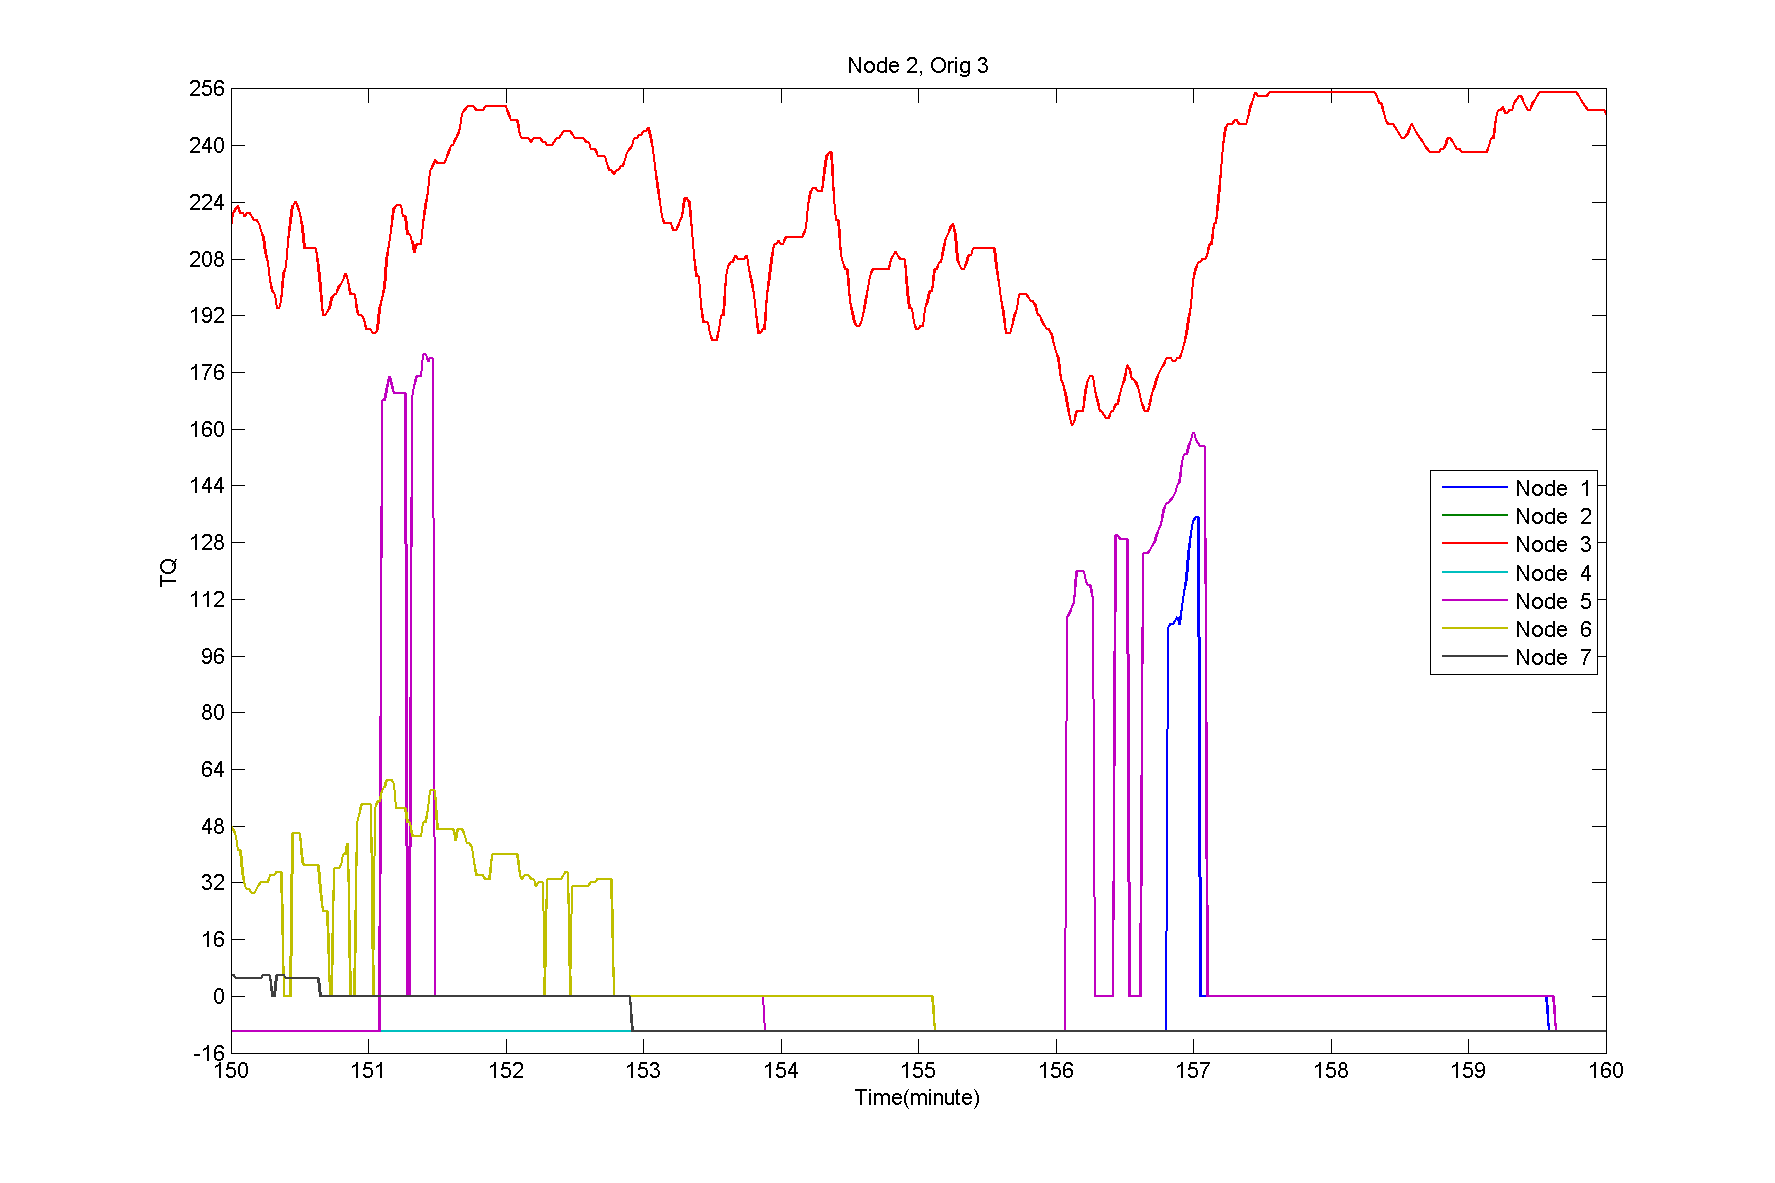 Node 2, Orig 3
256
240
224
208
192
176
160
144
128
112
96
80
64
48
32
16
0
-16
TQ
Node 1
Node 2
Node 3
Node 4
Node 5
Node 6
Node 7
150 151 152 153 154 155 156 157 158 159 160
Time(minute)